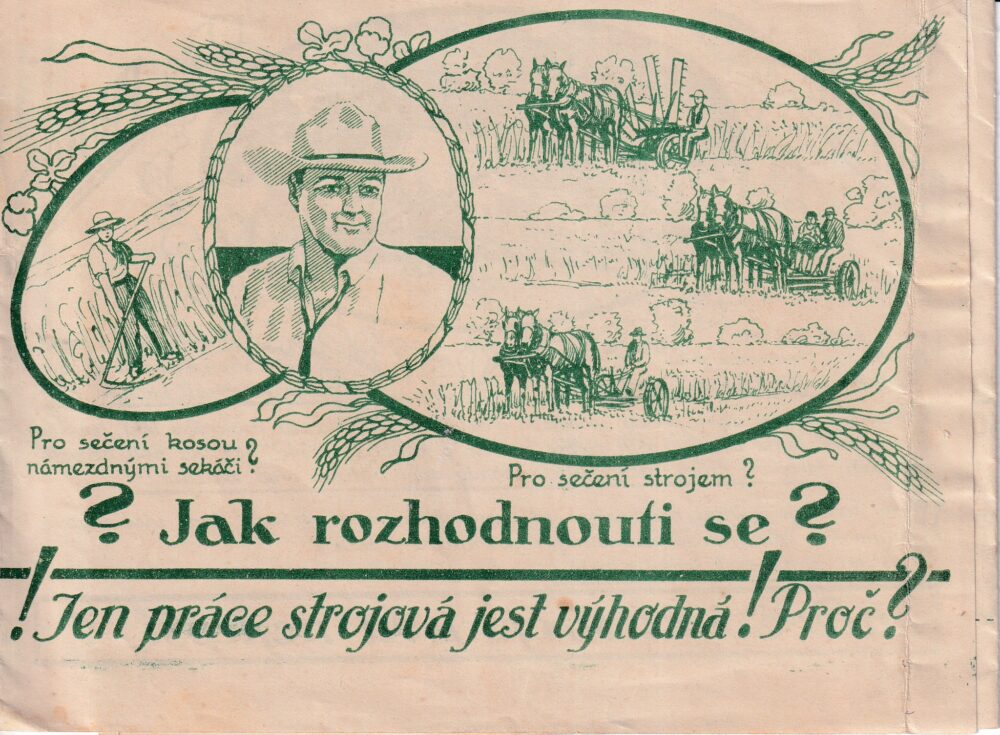 Pro sečení kosou
námezdnými sekáči?
Pro sečení strojem?
? Jak rozhodnouti se?
! Jen práce strojová jest výhodná! Proč?